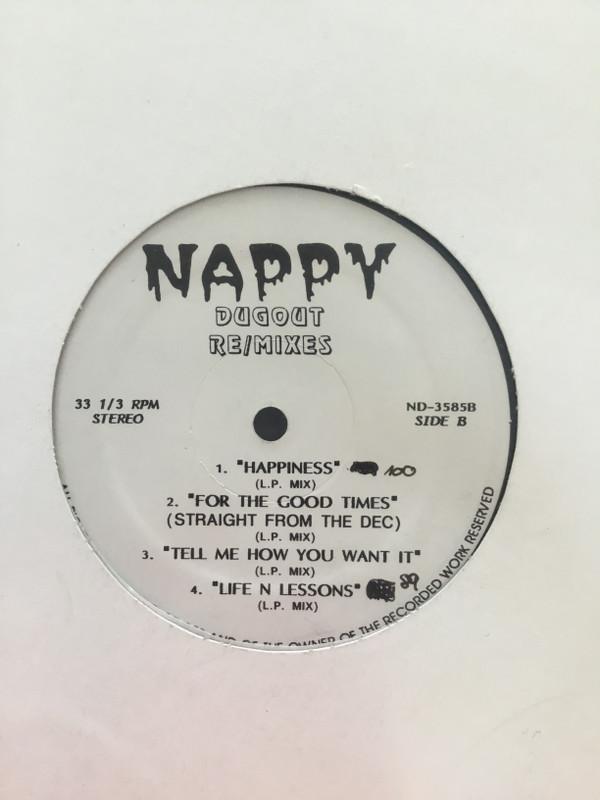 NAPPY
DUGOUT
RE/MIXES
33 1/3 RPM
STEREO
ND-3585B
SIDE B
1. "HAPPINESS" 100
(L.P. MIX)
2. "FOR THE GOOD TIMES"
(STRAIGHT FROM THE DEC)
(L.P. MIX)
3. "TELL ME HOW YOU WANT IT"
(L.P. MIX)
4. "LIFE N LESSONS" 89
(L.P. MIX)
AND OF THE OWNER OF THE RECORDED WORK RESERVED